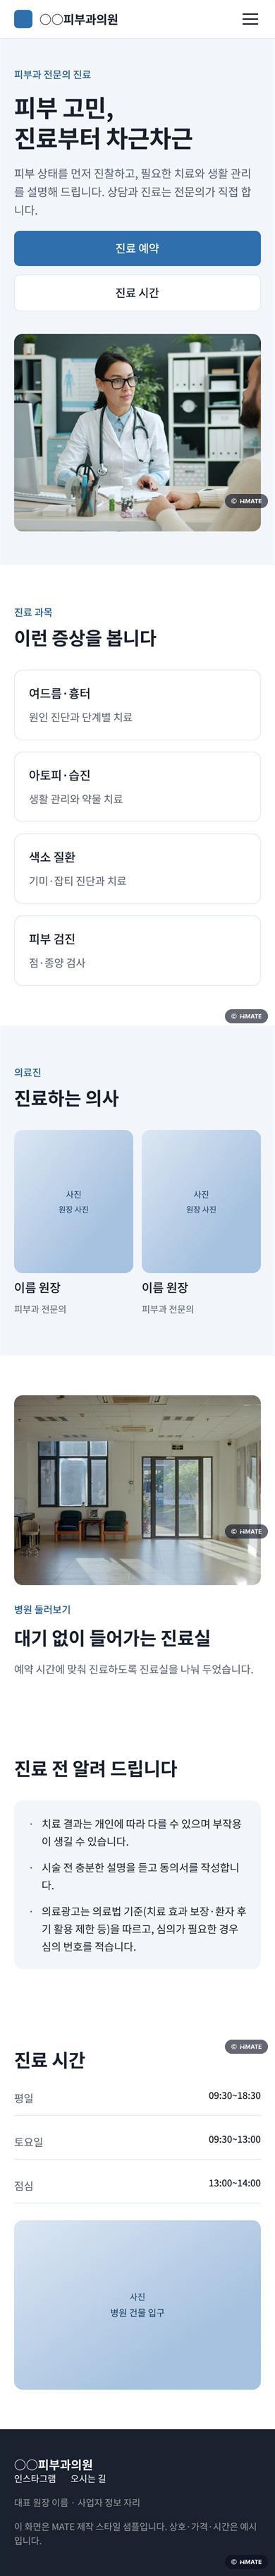 ○○피부과의원
피부과 전문의 진료
피부 고민,
진료부터 차근차근
피부 상태를 먼저 진찰하고, 필요한 치료와 생활 관리
를 설명해 드립니다. 상담과 진료는 전문의가 직접 합
니다.
진료 예약
진료 시간
© MATE
진료 과목
이런 증상을 봅니다
여드름·흉터
원인 진단과 단계별 치료
아토피·습진
생활 관리와 약물 치료
색소 질환
기미·잡티 진단과 치료
피부 검진
점·종양 검사
© MATE
의료진
진료하는 의사
사진
원장 사진
사진
원장 사진
이름 원장
이름 원장
피부과 전문의
피부과 전문의
© MATE
병원 둘러보기
대기 없이 들어가는 진료실
예약 시간에 맞춰 진료하도록 진료실을 나눠 두었습니다.
진료 전 알려 드립니다
· 치료 결과는 개인에 따라 다를 수 있으며 부작용
이 생길 수 있습니다.
· 시술 전 충분한 설명을 듣고 동의서를 작성합니
다.
· 의료광고는 의료법 기준(치료 효과 보장·환자 후
기 활용 제한 등)을 따르고, 심의가 필요한 경우
심의 번호를 적습니다.
© MATE
진료 시간
평일 09:30~18:30
토요일 09:30~13:00
점심 13:00~14:00
사진
병원 건물 입구
○○피부과의원
인스타그램 오시는 길
대표 원장 이름 · 사업자 정보 자리
이 화면은 MATE 제작 스타일 샘플입니다. 상호·가격·시간은 예시
입니다.
© MATE